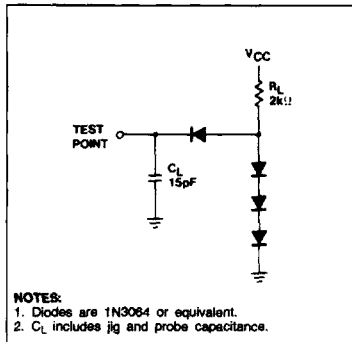 VCC
RL
2kΩ
TEST
POINT
CL
15pF
NOTES:
1. Diodes are 1N3064 or equivalent.
2. CL includes jig and probe capacitance.